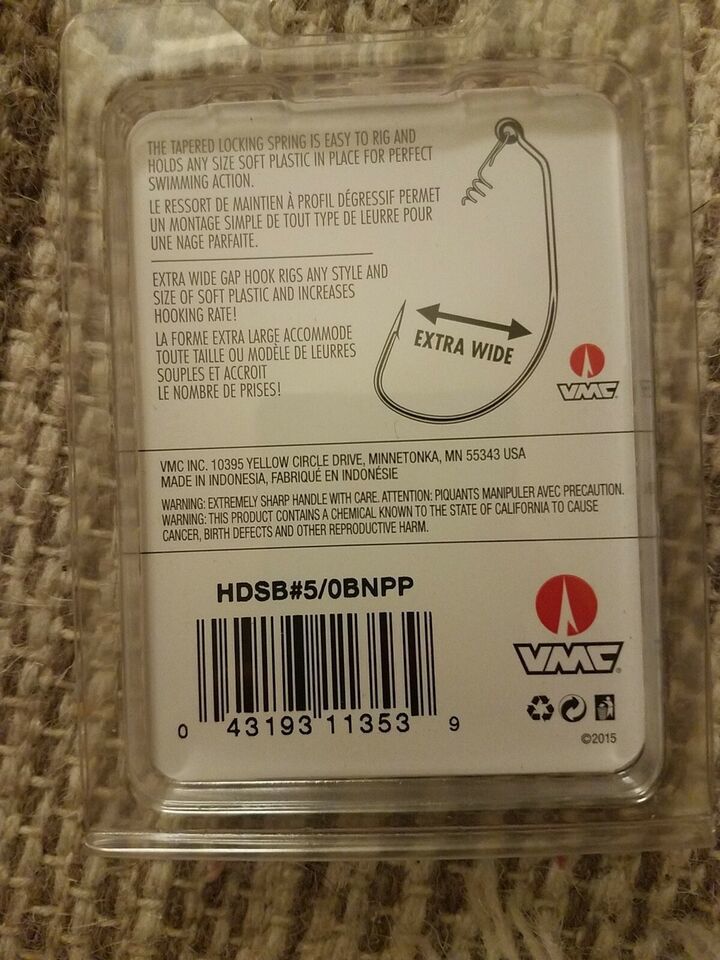 THE TAPERED LOCKING SPRING IS EASY TO RIG AND
HOLDS ANY SIZE SOFT PLASTIC IN PLACE FOR PERFECT
SWIMMING ACTION.
LE RESSORT DE MAINTIEN À PROFIL DÉGRESSIF PERMET
UN MONTAGE SIMPLE DE TOUT TYPE DE LEURRE POUR
UNE NAGE PARFAITE.
EXTRA WIDE GAP HOOK RIGS ANY STYLE AND
SIZE OF SOFT PLASTIC AND INCREASES
HOOKING RATE!
LA FORME EXTRA LARGE ACCOMMODE
TOUTE TAILLE OU MODÈLE DE LEURRES
SOUPLES ET ACCROIT
LE NOMBRE DE PRISES!
EXTRA WIDE
VMC
VMC INC. 10395 YELLOW CIRCLE DRIVE, MINNETONKA, MN 55343 USA
MADE IN INDONESIA, FABRIQUÉ EN INDONÉSIE
WARNING: EXTREMELY SHARP HANDLE WITH CARE. ATTENTION: PIQUANTS MANIPULER AVEC PRECAUTION.
WARNING: THIS PRODUCT CONTAINS A CHEMICAL KNOWN TO THE STATE OF CALIFORNIA TO CAUSE
CANCER, BIRTH DEFECTS AND OTHER REPRODUCTIVE HARM.
HDSB#5/0BNPP
0 43193 11353 9
VMC®
©2015